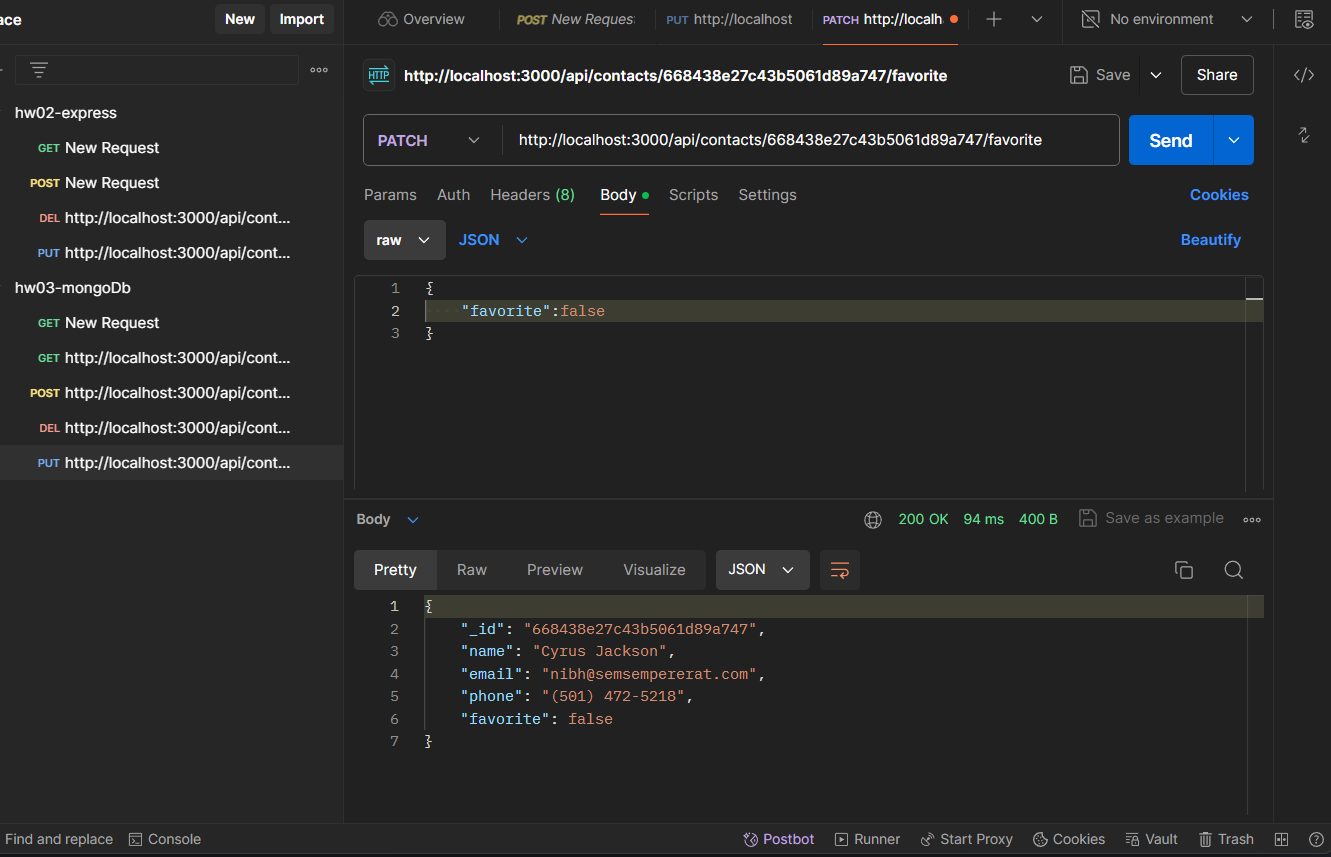 ace New Import
Overview POST New Reques PUT http://localhost PATCH http://localh No environment
hw02-express
GET New Request
POST New Request
DEL http://localhost:3000/api/cont...
PUT http://localhost:3000/api/cont...
hw03-mongoDb
GET New Request
GET http://localhost:3000/api/cont...
POST http://localhost:3000/api/cont...
DEL http://localhost:3000/api/cont...
PUT http://localhost:3000/api/cont...
HTTP http://localhost:3000/api/contacts/668438e27c43b5061d89a747/favorite Save Share
PATCH http://localhost:3000/api/contacts/668438e27c43b5061d89a747/favorite Send
Params Auth Headers (8) Body Scripts Settings Cookies
raw JSON Beautify
1 {
2 "favorite":false
3 }
Body 200 OK 94 ms 400 B Save as example
Pretty Raw Preview Visualize JSON
1 {
2 "_id": "668438e27c43b5061d89a747",
3 "name": "Cyrus Jackson",
4 "email": "nibh@semsempererat.com",
5 "phone": "(501) 472-5218",
6 "favorite": false
7 }
Find and replace Console Postbot Runner Start Proxy Cookies Vault Trash